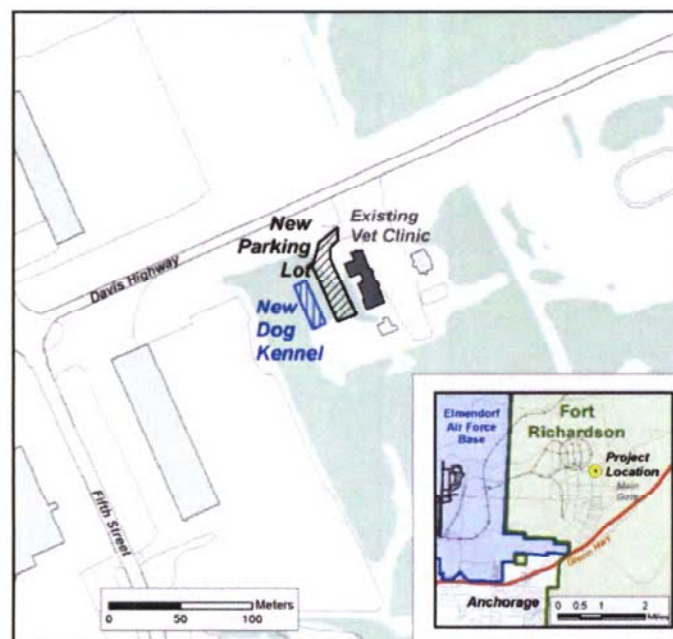 New
Parking
Lot
Existing
Vet Clinic
Davis Highway
New
Dog
Kennel
Fifth Street
0 50 100
Meters
Elmendorf
Air Force
Base
Fort
Richardson
Project
Location
Main
Gate
Glenn Hwy
Anchorage
0 0.5 1 2
Miles